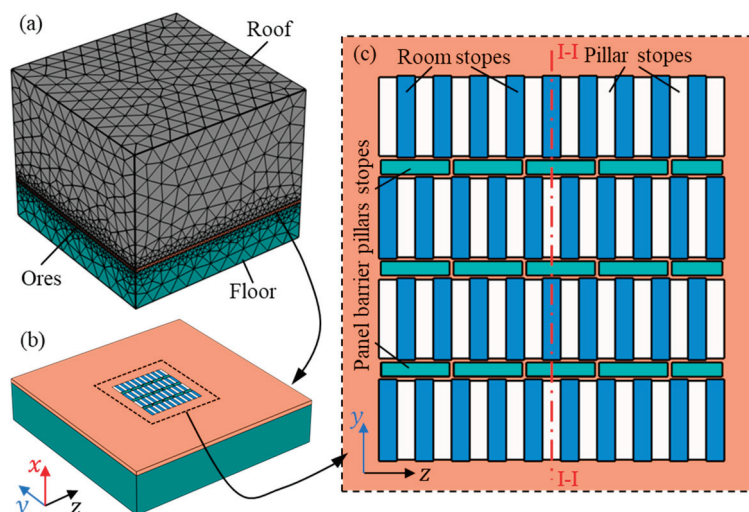 (a)
Roof
Ores
Floor
(b)
x
y
z
(c)
Room stopes
I-I
Pillar stopes
Panel barrier pillars stopes
y
z
I-I